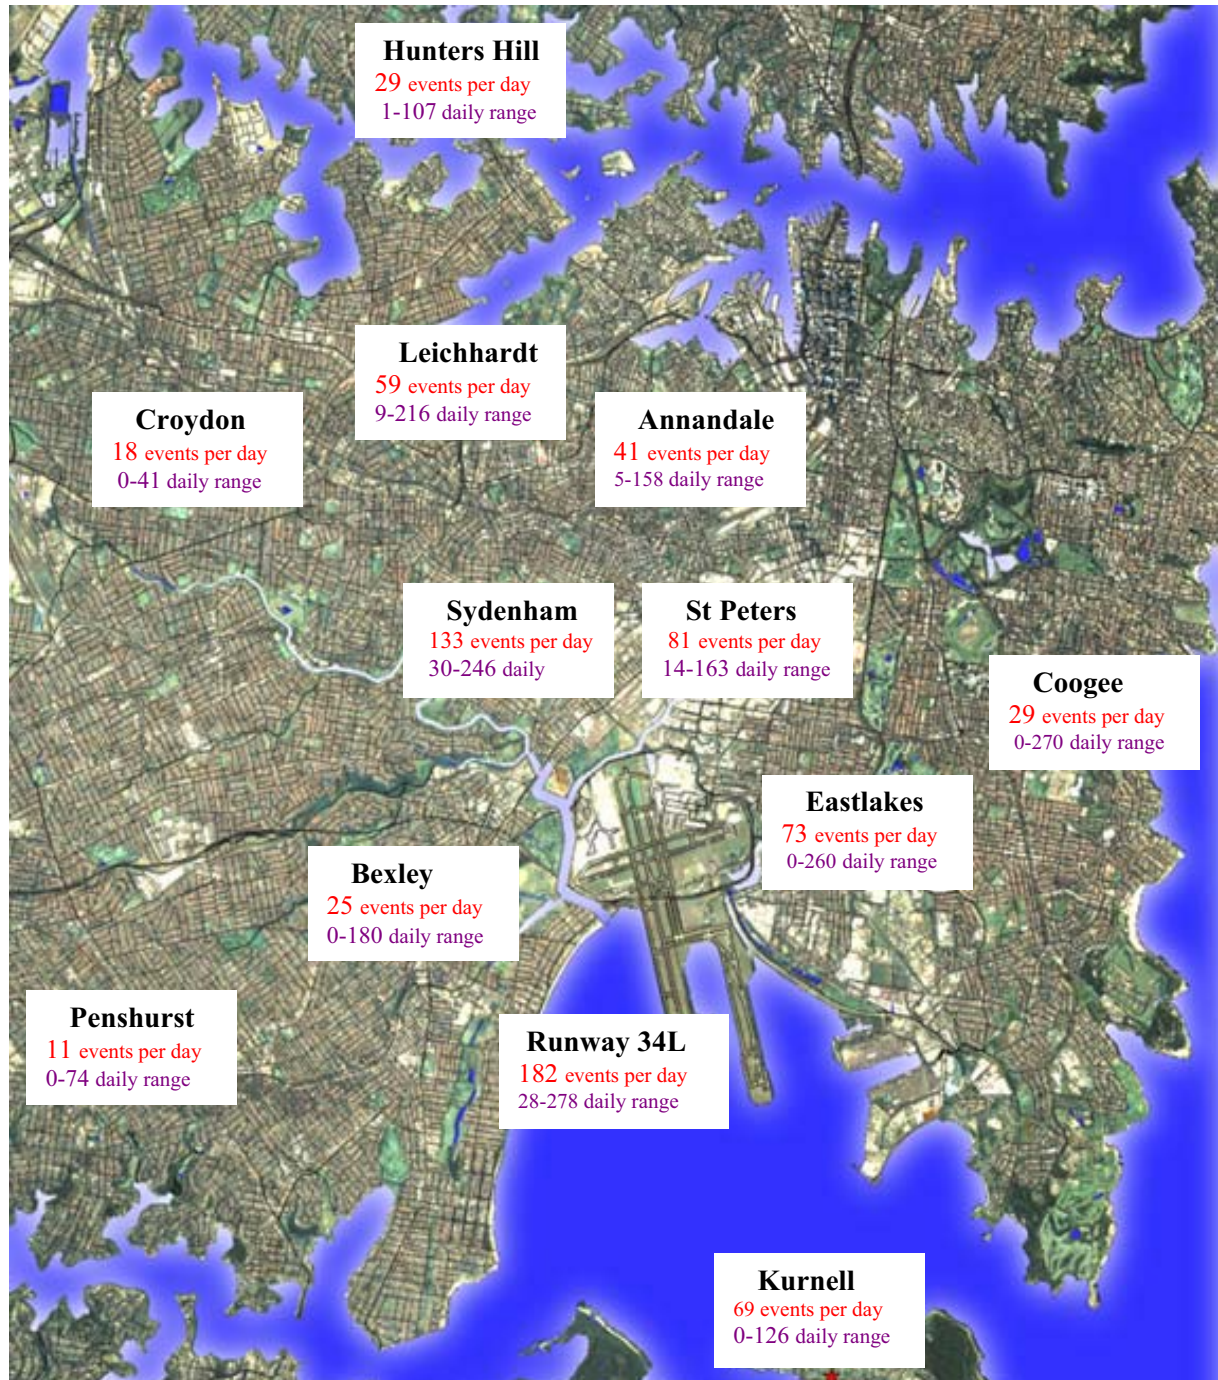 Hunters Hill
29 events per day
1-107 daily range
Leichhardt
59 events per day
9-216 daily range
Croydon
18 events per day
0-41 daily range
Annandale
41 events per day
5-158 daily range
Sydenham
133 events per day
30-246 daily
St Peters
81 events per day
14-163 daily range
Coogee
29 events per day
0-270 daily range
Eastlakes
73 events per day
0-260 daily range
Bexley
25 events per day
0-180 daily range
Penshurst
11 events per day
0-74 daily range
Runway 34L
182 events per day
28-278 daily range
Kurnell
69 events per day
0-126 daily range